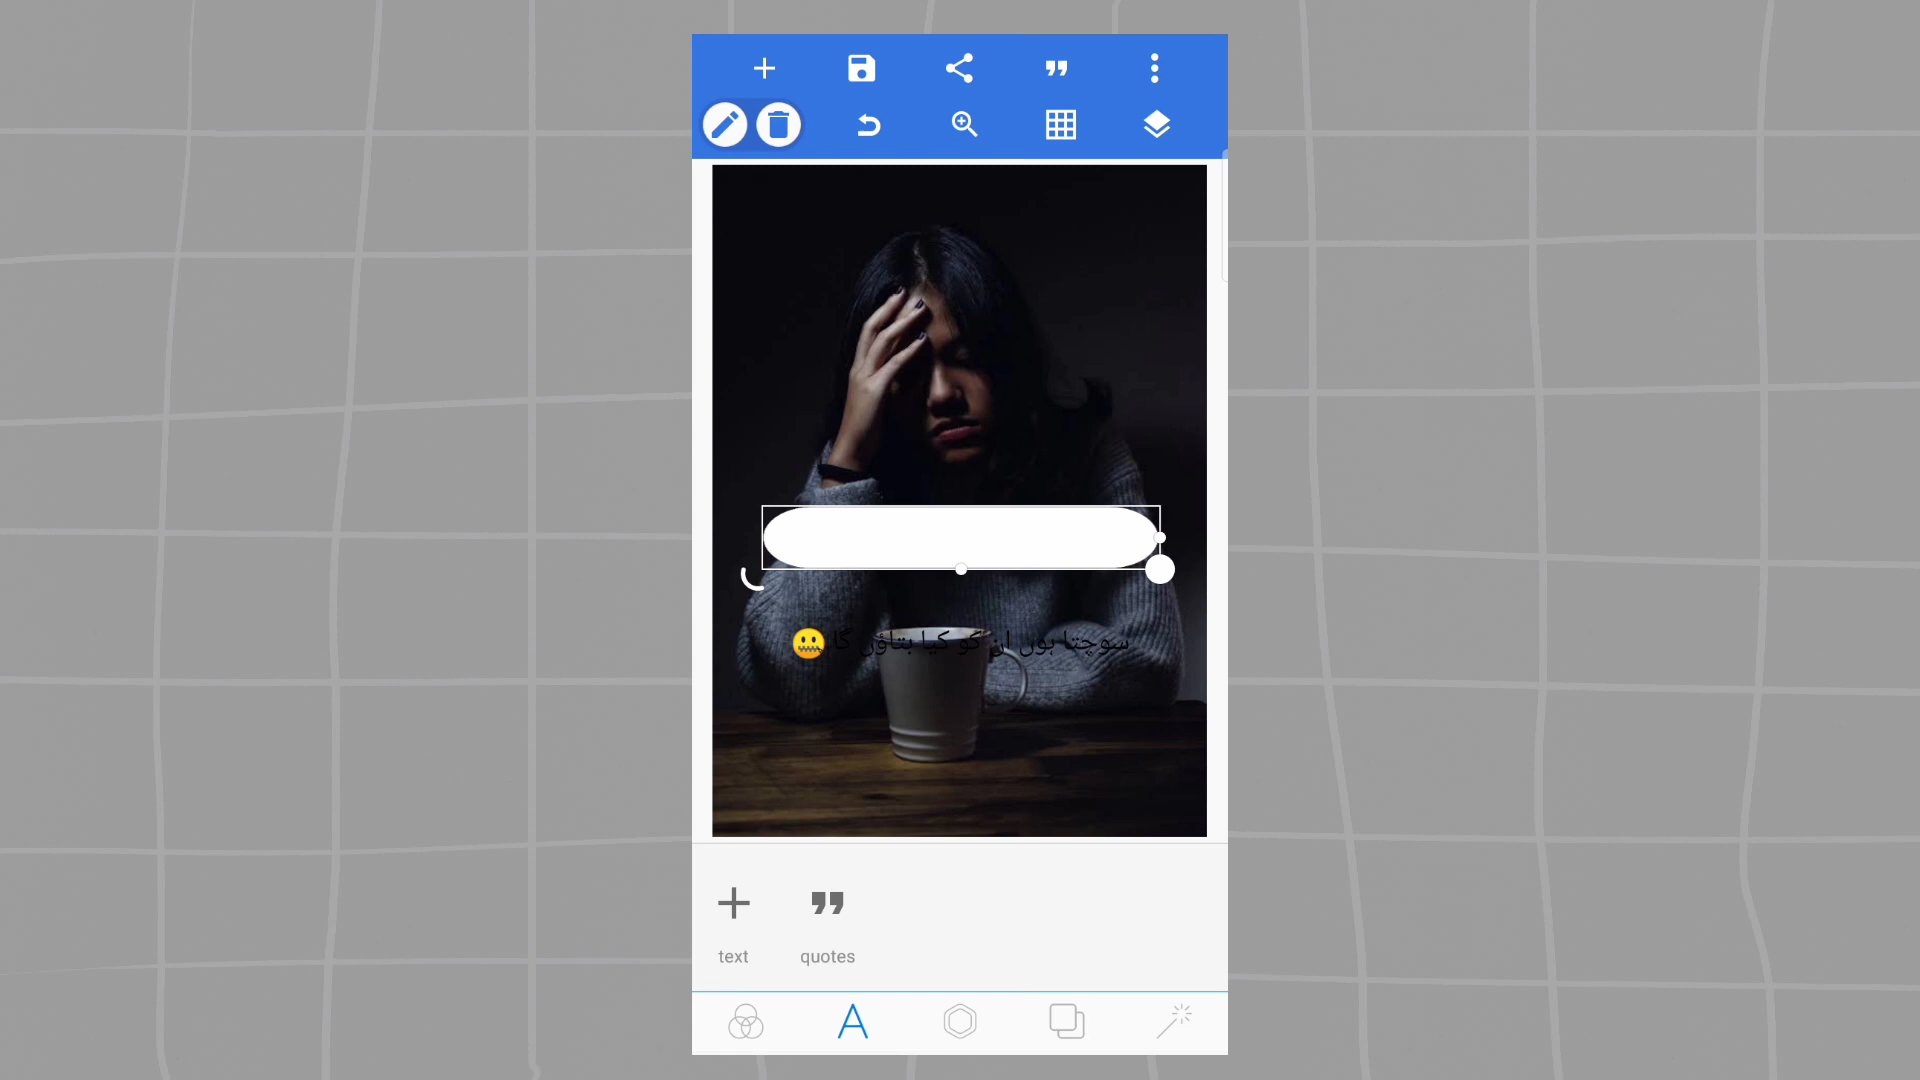 سوچتا ہوں ان کو کیا بتاؤں گا 🤐
text
quotes